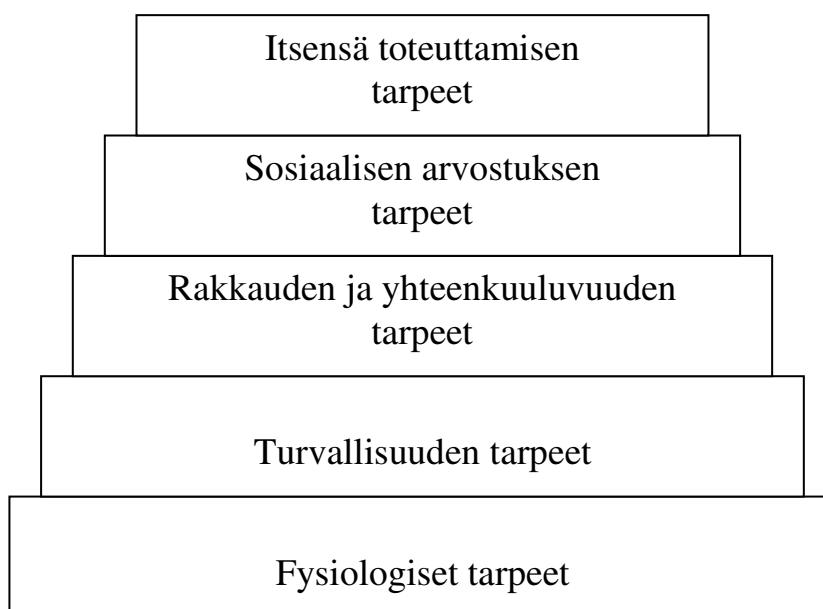 Itsensä toteuttamisen
tarpeet
Sosiaalisen arvostuksen
tarpeet
Rakkauden ja yhteenkuuluvuuden
tarpeet
Turvallisuuden tarpeet
Fysiologiset tarpeet